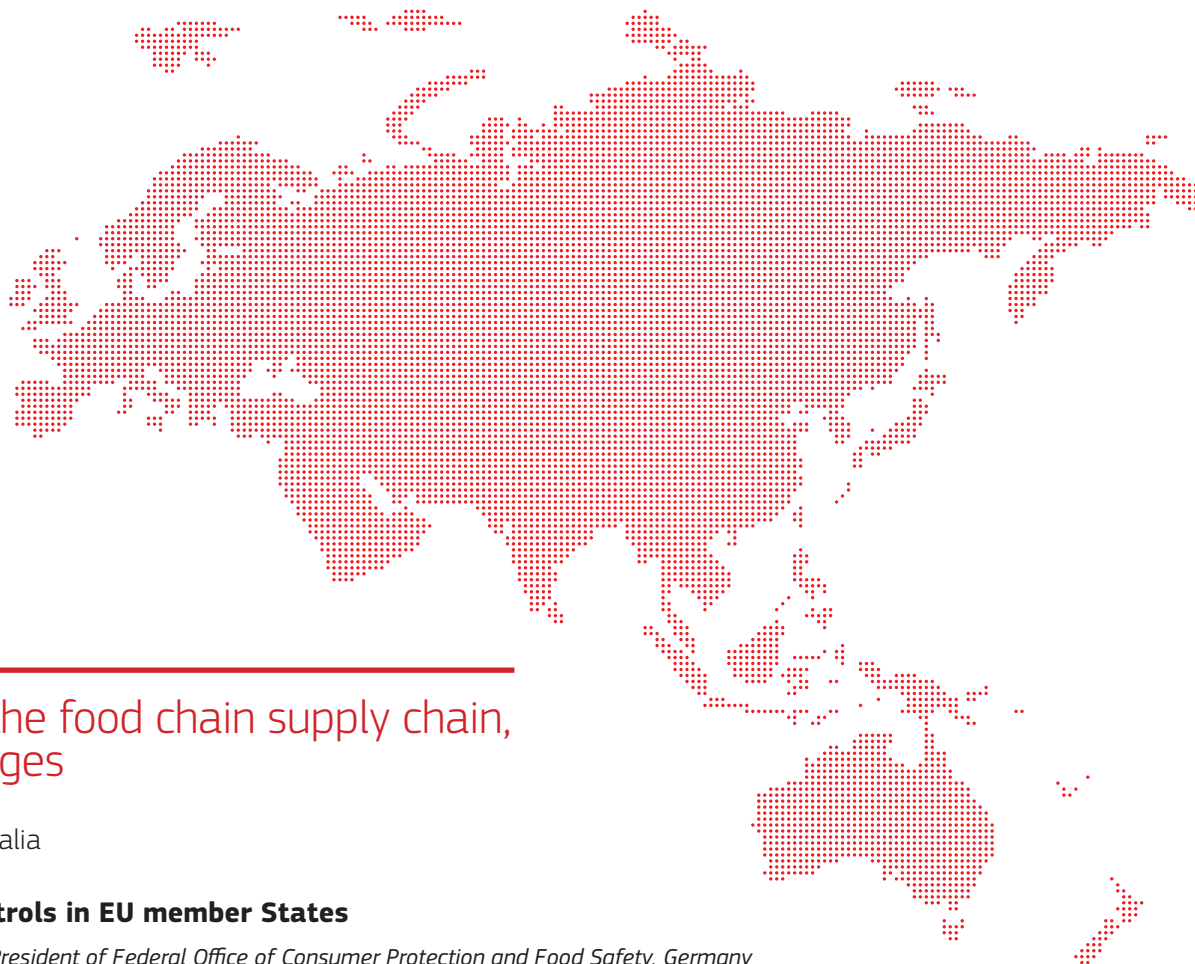 he food chain supply chain,
ges
alia
trols in EU member States
President of Federal Office of Consumer Protection and Food Safety, Germany